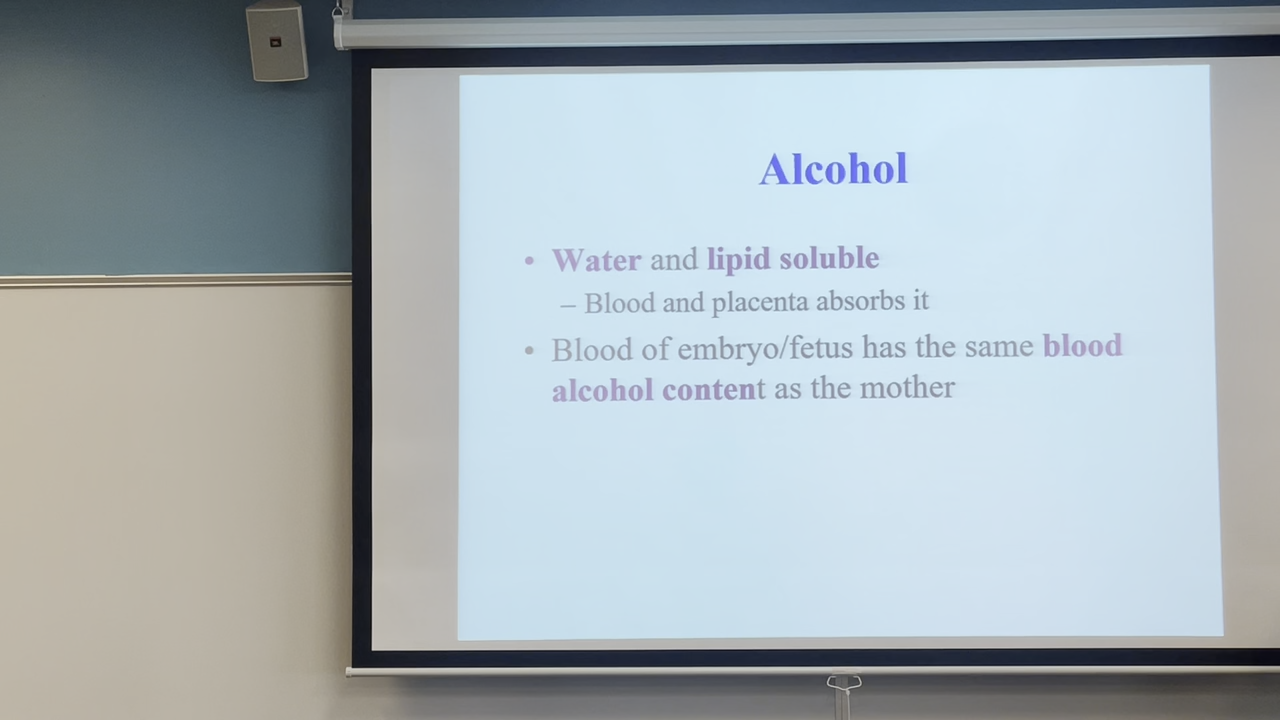 Alcohol
• Water and lipid soluble
– Blood and placenta absorbs it
• Blood of embryo/fetus has the same blood
alcohol content as the mother